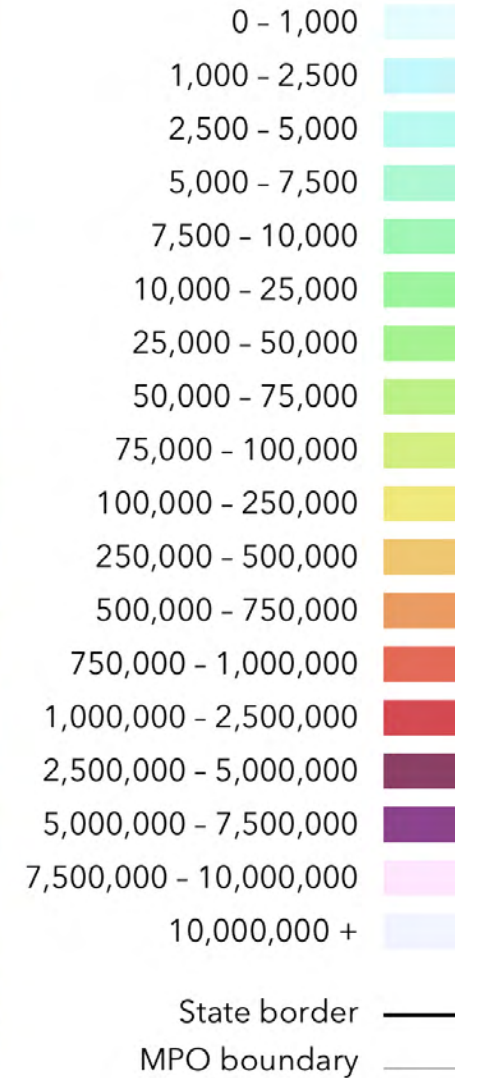 0 – 1,000
1,000 – 2,500
2,500 – 5,000
5,000 – 7,500
7,500 – 10,000
10,000 – 25,000
25,000 – 50,000
50,000 – 75,000
75,000 – 100,000
100,000 – 250,000
250,000 – 500,000
500,000 – 750,000
750,000 – 1,000,000
1,000,000 – 2,500,000
2,500,000 – 5,000,000
5,000,000 – 7,500,000
7,500,000 – 10,000,000
10,000,000 +
State border
MPO boundary